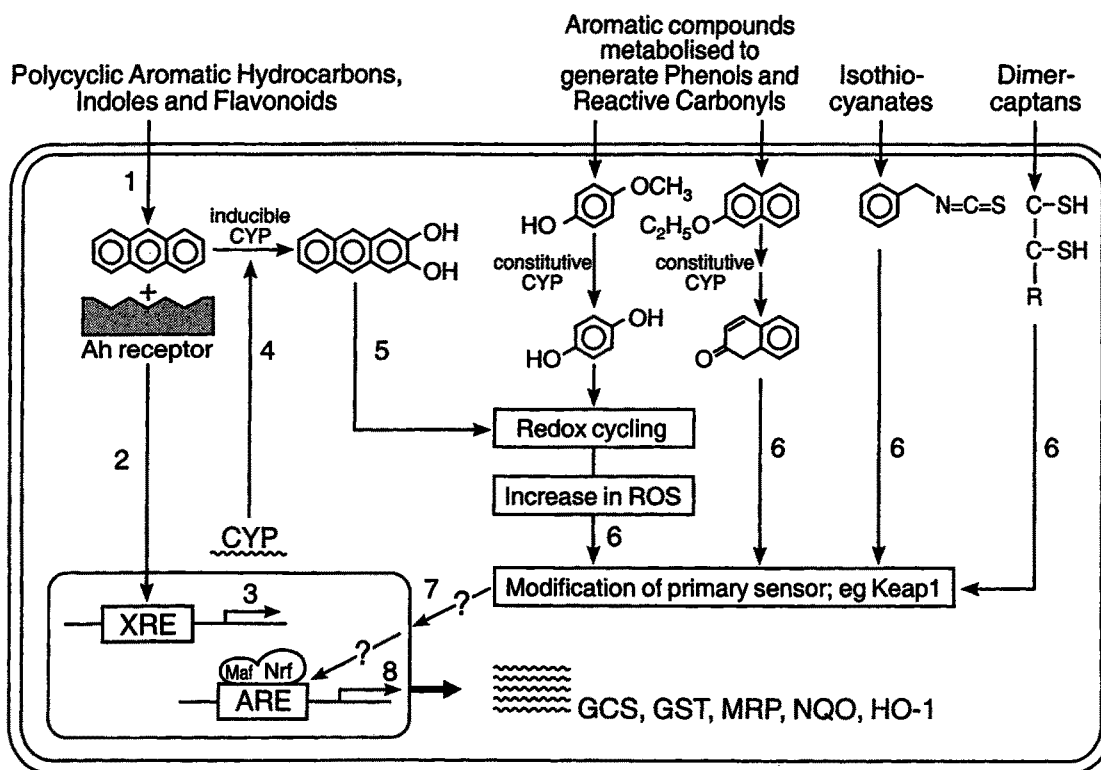 Polycyclic Aromatic Hydrocarbons,
Indoles and Flavonoids
Aromatic compounds
metabolised to
generate Phenols and
Reactive Carbonyls
Isothio-
cyanates
Dimer-
captans
1
inducible
CYP
OH
OH
+
Ah receptor
4
5
2
OCH3
HO
constitutive
CYP
OH
HO
C2H5O
constitutive
CYP
O
N=C=S
C-SH
C-SH
R
Redox cycling
Increase in ROS
6
6
6
6
Modification of primary sensor; eg Keap1
CYP
7
?
?
3
XRE
Maf Nrf
8
ARE
GCS, GST, MRP, NQO, HO-1